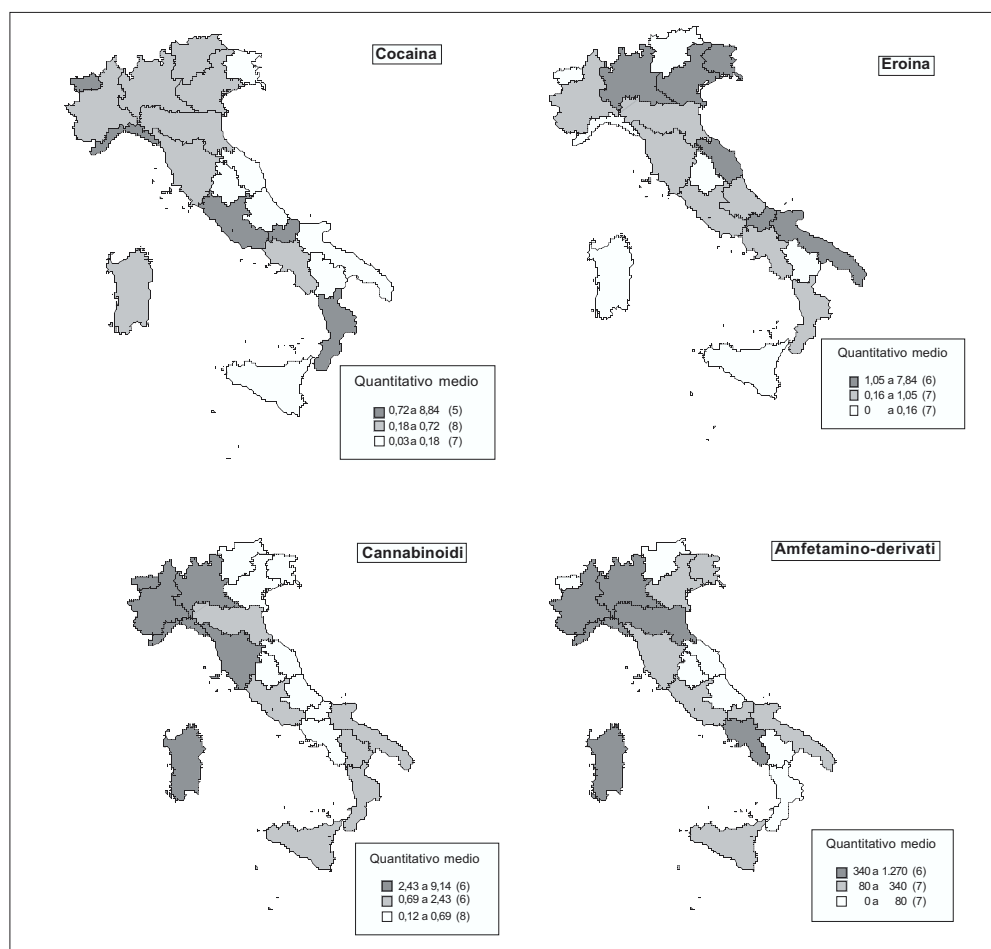 Cocaina
Quantitativo medio
0,72 a 8,84 (5)
0,18 a 0,72 (8)
0,03 a 0,18 (7)
Eroina
Quantitativo medio
1,05 a 7,84 (6)
0,16 a 1,05 (7)
0 a 0,16 (7)
Cannabinoidi
Quantitativo medio
2,43 a 9,14 (6)
0,69 a 2,43 (6)
0,12 a 0,69 (8)
Amfetamino-derivati
Quantitativo medio
340 a 1.270 (6)
80 a 340 (7)
0 a 80 (7)